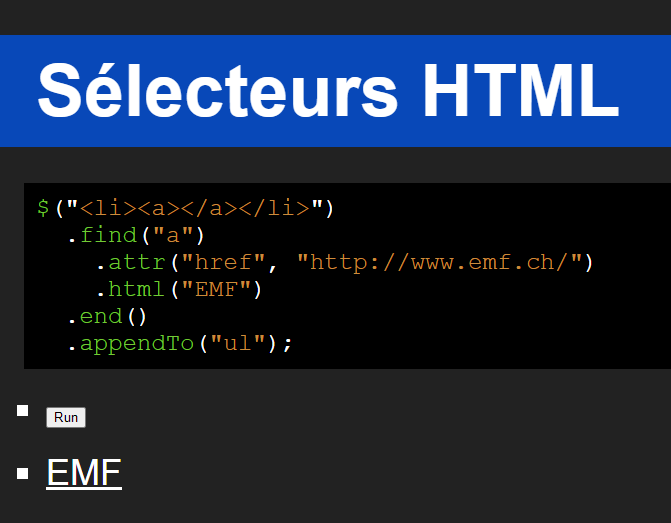 Sélecteurs HTML
$("<li><a></a></li>")
.find("a")
.attr("href", "http://www.emf.ch/")
.html("EMF")
.end()
.appendTo("ul");
Run
EMF